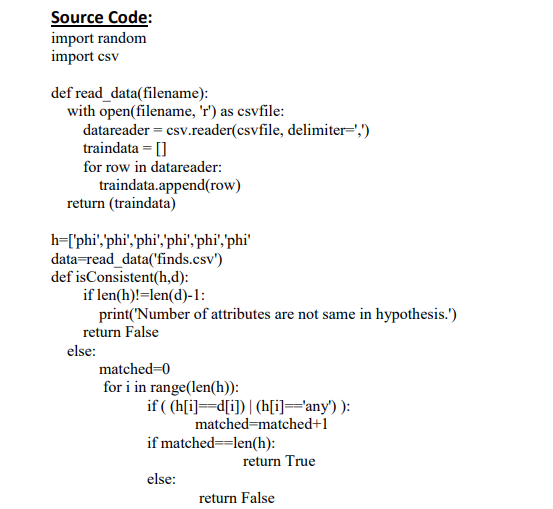 Source Code:
import random
import csv
def read_data(filename):
with open(filename, 'r') as csvfile:
datareader = csv.reader(csvfile, delimiter=',')
traindata = []
for row in datareader:
traindata.append(row)
return (traindata)
h=['phi','phi','phi','phi','phi','phi'
data=read_data('finds.csv')
def isConsistent(h,d):
if len(h)!=len(d)-1:
print('Number of attributes are not same in hypothesis.')
return False
else:
matched=0
for i in range(len(h)):
if ( (h[i]==d[i]) | (h[i]=='any') ):
matched=matched+1
if matched==len(h):
return True
else:
return False